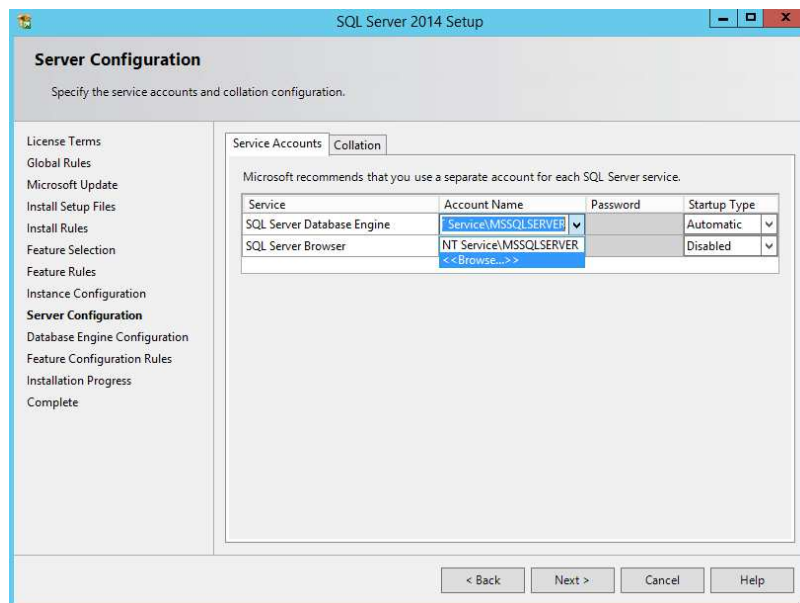 SQL Server 2014 Setup
Server Configuration
Specify the service accounts and collation configuration.
License Terms
Global Rules
Microsoft Update
Install Setup Files
Install Rules
Feature Selection
Feature Rules
Instance Configuration
Server Configuration
Database Engine Configuration
Feature Configuration Rules
Installation Progress
Complete
Service Accounts Collation
Microsoft recommends that you use a separate account for each SQL Server service.
Service Account Name Password Startup Type
SQL Server Database Engine Service\MSSQLSERVER Automatic
SQL Server Browser NT Service\MSSQLSERVER Disabled
<<Browse...>>
< Back Next > Cancel Help